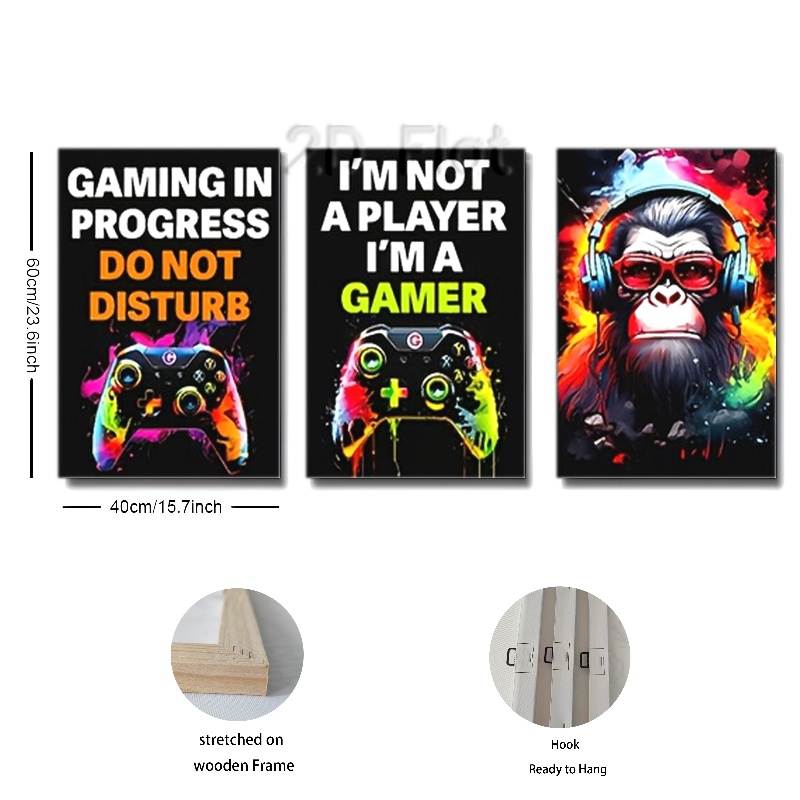 2D Flat
GAMING IN
PROGRESS
DO NOT
DISTURB
I'M NOT
A PLAYER
I'M A
GAMER
60cm/23.6inch
40cm/15.7inch
stretched on
wooden Frame
Hook
Ready to Hang